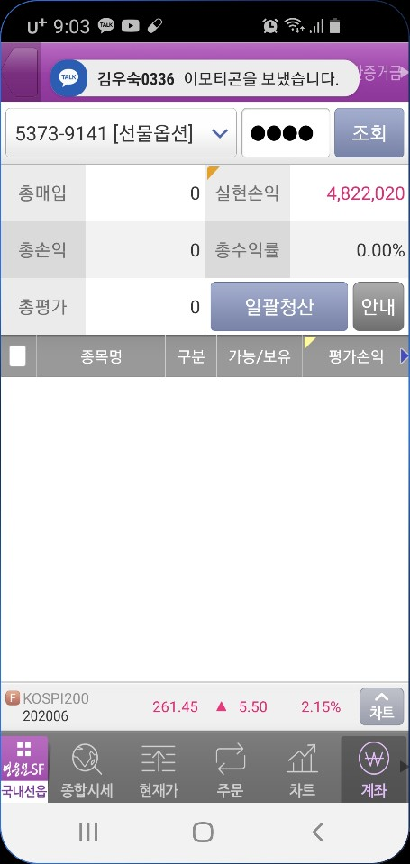 U+ 9:03
김우숙0336 이모티콘을 보냈습니다.
증거금
5373-9141 [선물옵션] ●●●● 조회
총매입 0 실현손익 4,822,020
총손익 0 총수익률 0.00%
총평가 0 일괄청산 안내
종목명 구분 가능/보유 평가손익
F KOSPI200
202006 261.45 ▲ 5.50 2.15% 차트
영웅문SF
국내선옵 종합시세 현재가 주문 차트 계좌